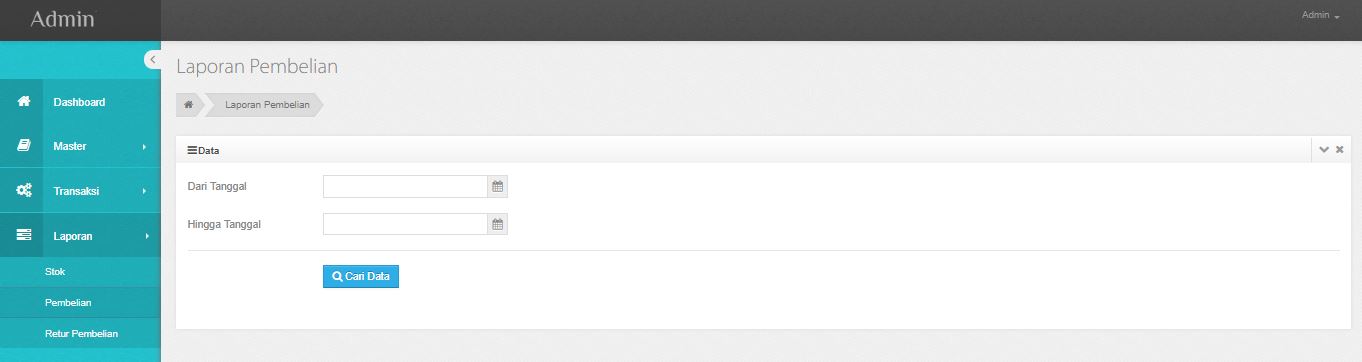 Admin
Admin
Laporan Pembelian
Dashboard
Laporan Pembelian
Master
Data
Transaksi
Dari Tanggal
Hingga Tanggal
Laporan
Stok
Cari Data
Pembelian
Retur Pembelian